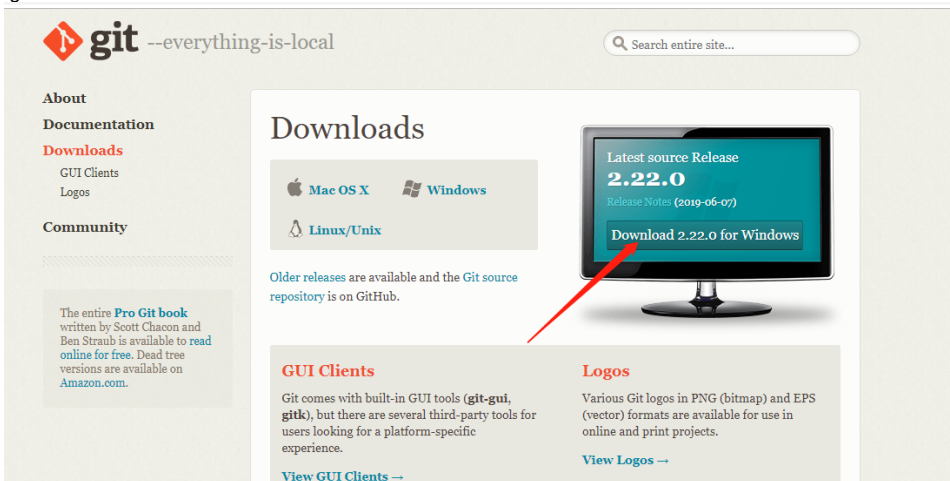 git --everything-is-local
Search entire site...
About
Documentation
Downloads
GUI Clients
Logos
Community
The entire Pro Git book
written by Scott Chacon and
Ben Straub is available to read
online for free. Dead tree
versions are available on
Amazon.com.
Downloads
Mac OS X
Windows
Linux/Unix
Older releases are available and the Git source
repository is on GitHub.
Latest source Release
2.22.0
Release Notes (2019-06-07)
Download 2.22.0 for Windows
GUI Clients
Git comes with built-in GUI tools (git-gui,
gitk), but there are several third-party tools for
users looking for a platform-specific
experience.
View GUI Clients →
Logos
Various Git logos in PNG (bitmap) and EPS
(vector) formats are available for use in
online and print projects.
View Logos →